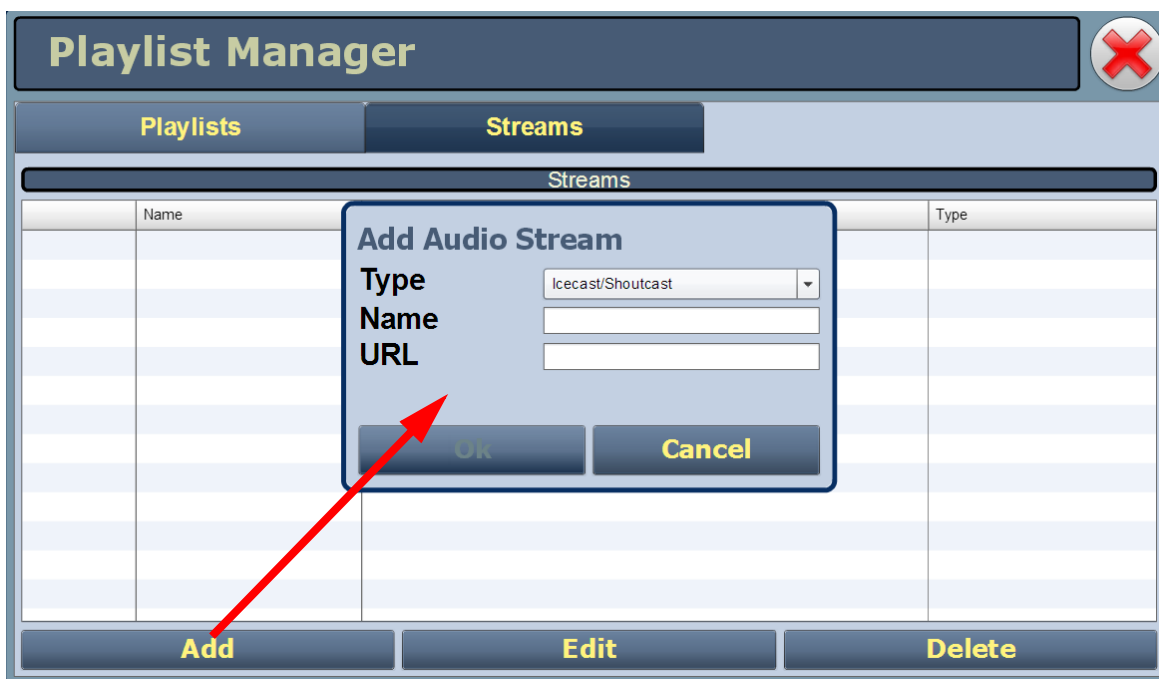 Playlist Manager
Playlists Streams
Streams
Name Type
Add Audio Stream
Type Icecast/Shoutcast
Name
URL
Ok Cancel
Add Edit Delete